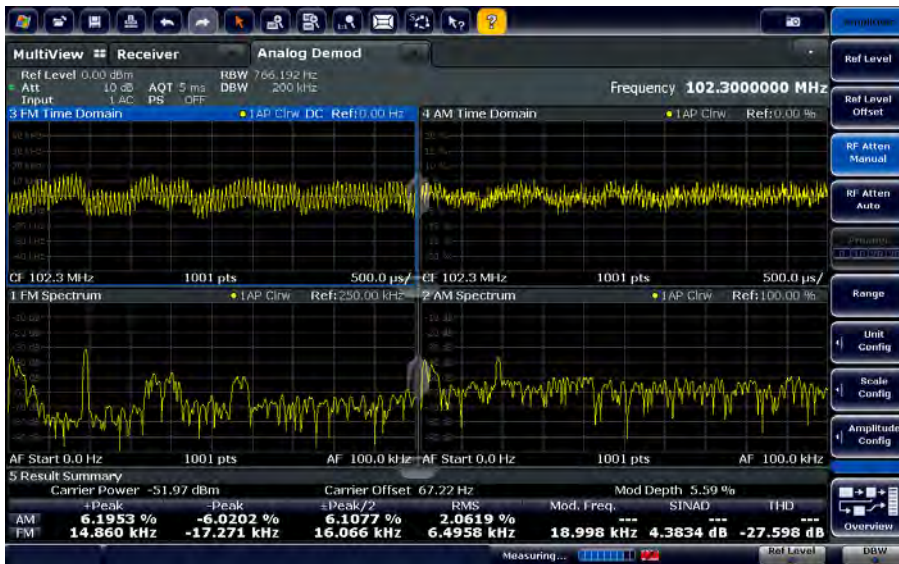 Amplitude
MultiView Receiver Analog Demod
Ref Level 0.00 dBm RBW 766.192 Hz
Att 10 dB AQT 5 ms DBW 200 kHz Frequency 102.3000000 MHz
Input 1 AC PS OFF
3 FM Time Domain 1AP Clrw DC Ref: 0.00 Hz 4 AM Time Domain 1AP Clrw Ref: 0.00 %
CF 102.3 MHz 1001 pts 500.0 µs/ CF 102.3 MHz 1001 pts 500.0 µs/
1 FM Spectrum 1AP Clrw Ref: 250.00 kHz 2 AM Spectrum 1AP Clrw Ref: 100.00 %
AF Start 0.0 Hz 1001 pts AF 100.0 kHz AF Start 0.0 Hz 1001 pts AF 100.0 kHz
5 Result Summary
Carrier Power -51.97 dBm Carrier Offset 67.22 Hz Mod Depth 5.59 %
+Peak -Peak ±Peak/2 RMS Mod. Freq. SINAD THD
AM 6.1953 % -6.0202 % 6.1077 % 2.0619 % --- --- ---
FM 14.860 kHz -17.271 kHz 16.066 kHz 6.4958 kHz 18.998 kHz 4.3834 dB -27.598 dB
Measuring...
Ref Level DBW
Ref Level
Ref Level
Offset
RF Atten
Manual
RF Atten
Auto
Preamp
Range
Unit
Config
Scale
Config
Amplitude
Config
Overview